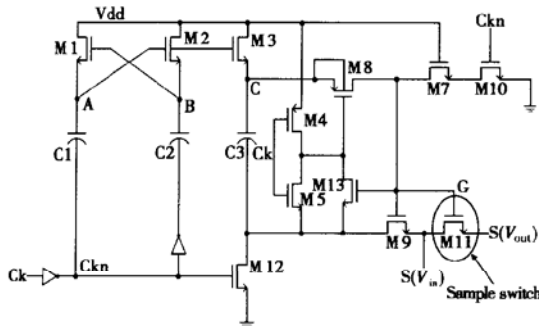 Vdd
Ckn
M1
M2
M3
M8
A
B
C
M7
M10
M4
C1
C2
C3
Ck
M13
G
M5
M9
M11
S(Vout)
Ck
Ckn
M12
S(Vin)
Sample switch